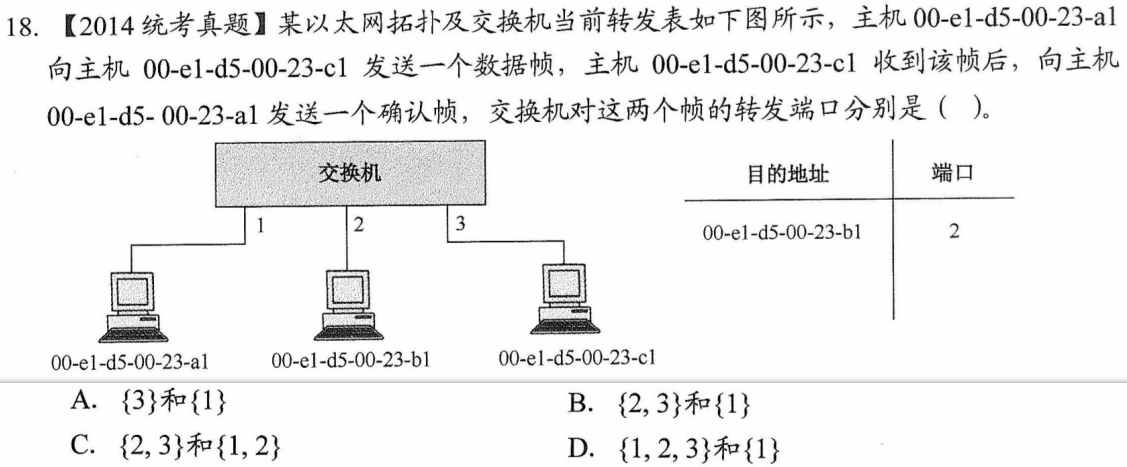 18. 【2014 统考真题】某以太网拓扑及交换机当前转发表如下图所示，主机 00-e1-d5-00-23-a1
向主机 00-e1-d5-00-23-c1 发送一个数据帧，主机 00-e1-d5-00-23-c1 收到该帧后，向主机
00-e1-d5- 00-23-a1 发送一个确认帧，交换机对这两个帧的转发端口分别是（ ）。
交换机
1 2 3
00-e1-d5-00-23-a1 00-e1-d5-00-23-b1 00-e1-d5-00-23-c1
目的地址 端口
00-e1-d5-00-23-b1 2
A. {3}和{1} B. {2, 3}和{1}
C. {2, 3}和{1, 2} D. {1, 2, 3}和{1}